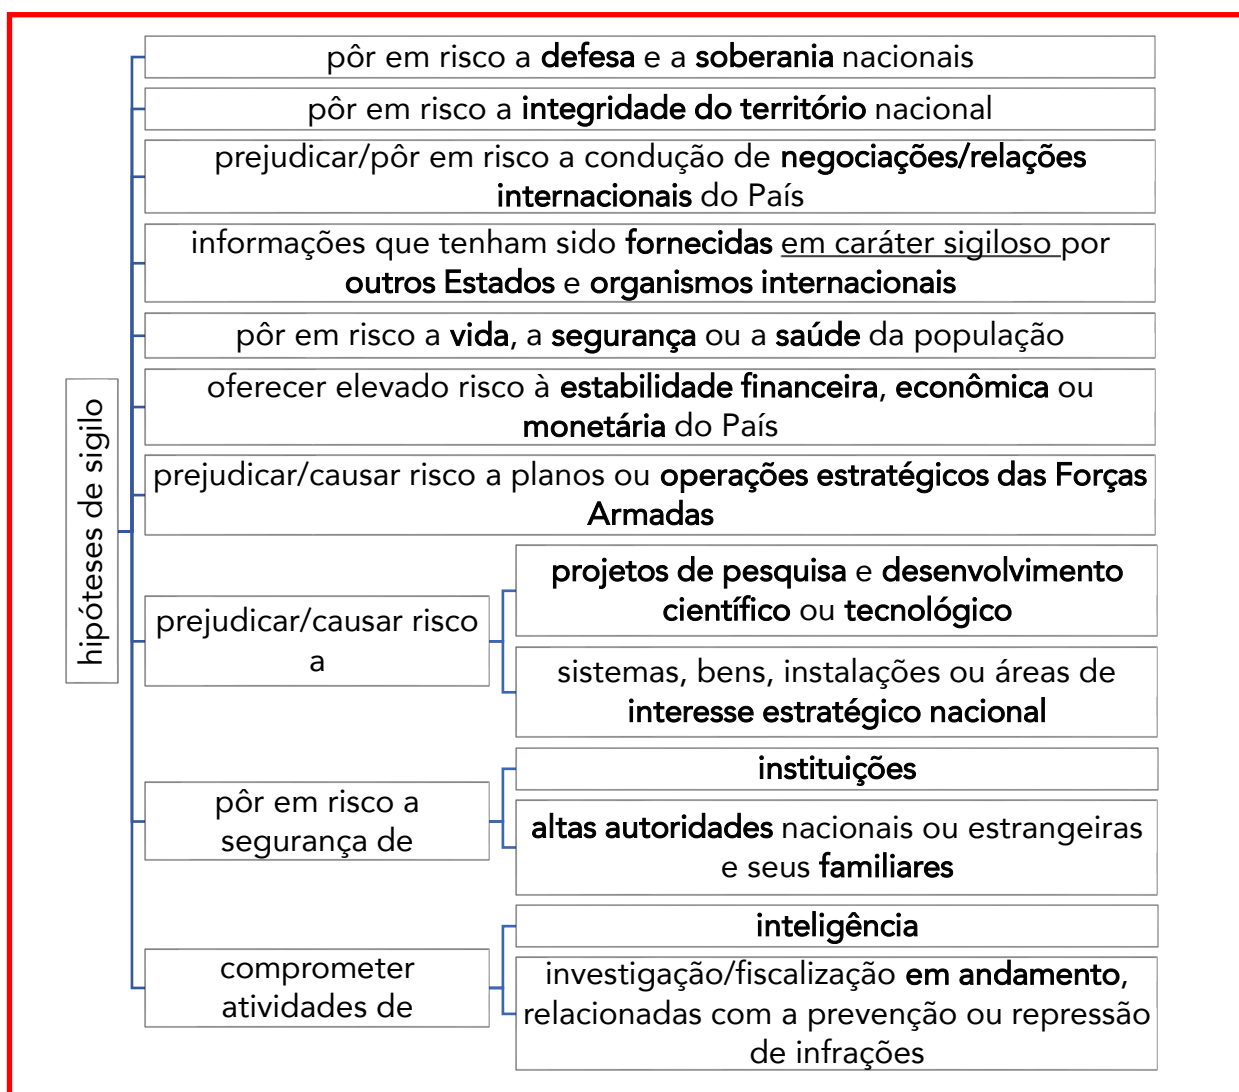 hipóteses de sigilo
pôr em risco a defesa e a soberania nacionais
pôr em risco a integridade do território nacional
prejudicar/pôr em risco a condução de negociações/relações
internacionais do País
informações que tenham sido fornecidas em caráter sigiloso por
outros Estados e organismos internacionais
pôr em risco a vida, a segurança ou a saúde da população
oferecer elevado risco à estabilidade financeira, econômica ou
monetária do País
prejudicar/causar risco a planos ou operações estratégicos das Forças
Armadas
prejudicar/causar risco
a
projetos de pesquisa e desenvolvimento
científico ou tecnológico
sistemas, bens, instalações ou áreas de
interesse estratégico nacional
pôr em risco a
segurança de
instituições
altas autoridades nacionais ou estrangeiras
e seus familiares
comprometer
atividades de
inteligência
investigação/fiscalização em andamento,
relacionadas com a prevenção ou repressão
de infrações